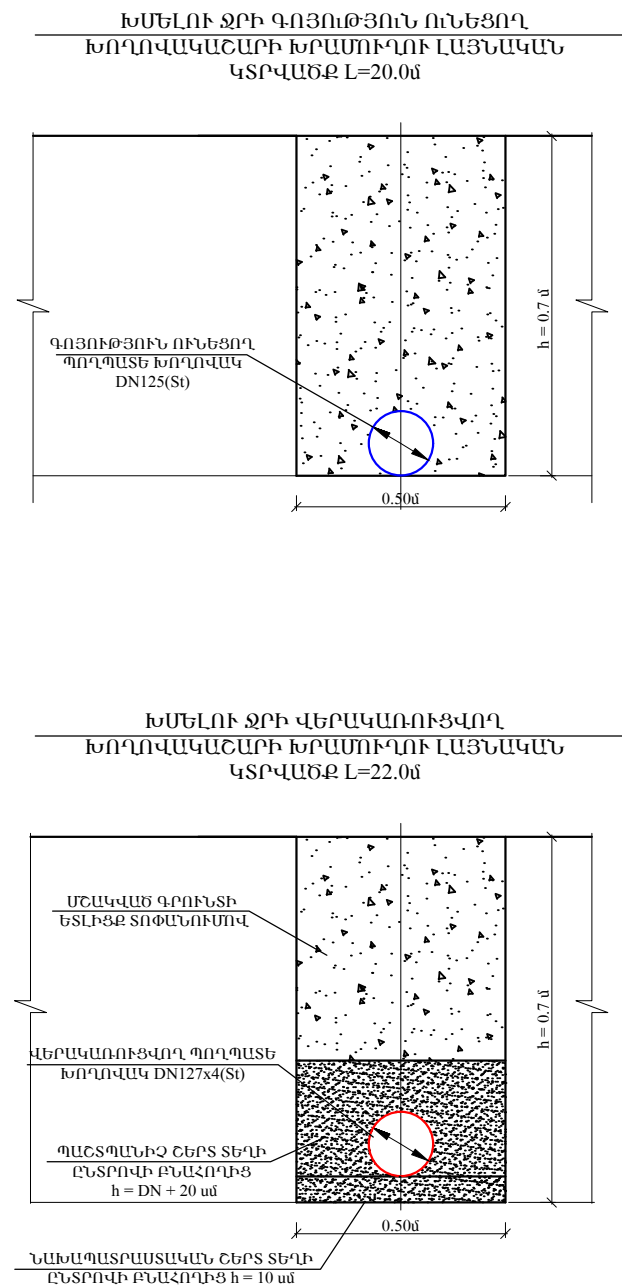 ԽՄԵԼՈՒ ՋՐԻ ԳՈՅՈւԹՅՈւՆ ՈւՆԵՑՈՂ
ԽՈՂՈՎԱԿԱՇԱՐԻ ԽՐԱՄՈՒՂՈՒ ԼԱՅՆԱԿԱՆ
ԿՏՐՎԱԾՔ L=20.0մ
h = 0.7 մ
ԳՈՅՈՒԹՅՈՒՆ ՈՒՆԵՑՈՂ
ՊՈՂՊԱՏԵ ԽՈՂՈՎԱԿ
DN125(St)
0.50մ
ԽՄԵԼՈՒ ՋՐԻ ՎԵՐԱԿԱՌՈՒՑՎՈՂ
ԽՈՂՈՎԱԿԱՇԱՐԻ ԽՐԱՄՈՒՂՈՒ ԼԱՅՆԱԿԱՆ
ԿՏՐՎԱԾՔ L=22.0մ
ՄՇԱԿՎԱԾ ԳՐՈՒՆՏԻ
ԵՏԼԻՑՔ ՏՈՓԱՆՈՒՄՈՎ
h = 0.7 մ
ՎԵՐԱԿԱՌՈՒՑՎՈՂ ՊՈՂՊԱՏԵ
ԽՈՂՈՎԱԿ DN127x4(St)
ՊԱՇՏՊԱՆԻՉ ՇԵՐՏ ՏԵՂԻ
ԸՆՏՐՈՎԻ ԲՆԱՀՈՂԻՑ
h = DN + 20 սմ
0.50մ
ՆԱԽԱՊԱՏՐԱՍՏԱԿԱՆ ՇԵՐՏ ՏԵՂԻ
ԸՆՏՐՈՎԻ ԲՆԱՀՈՂԻՑ h = 10 սմ